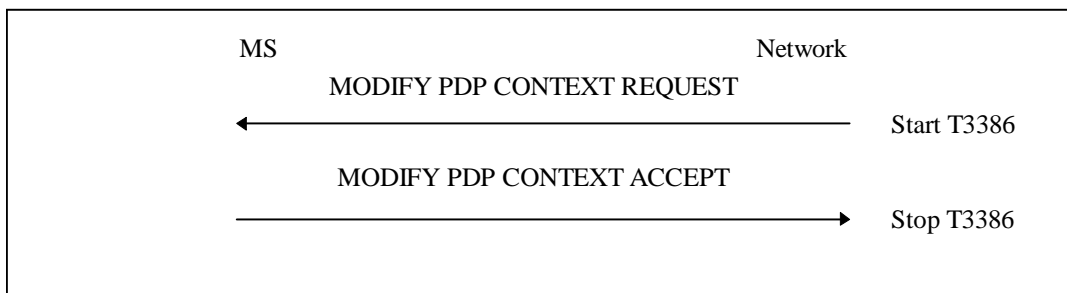 MS Network
MODIFY PDP CONTEXT REQUEST
Start T3386
MODIFY PDP CONTEXT ACCEPT
Stop T3386